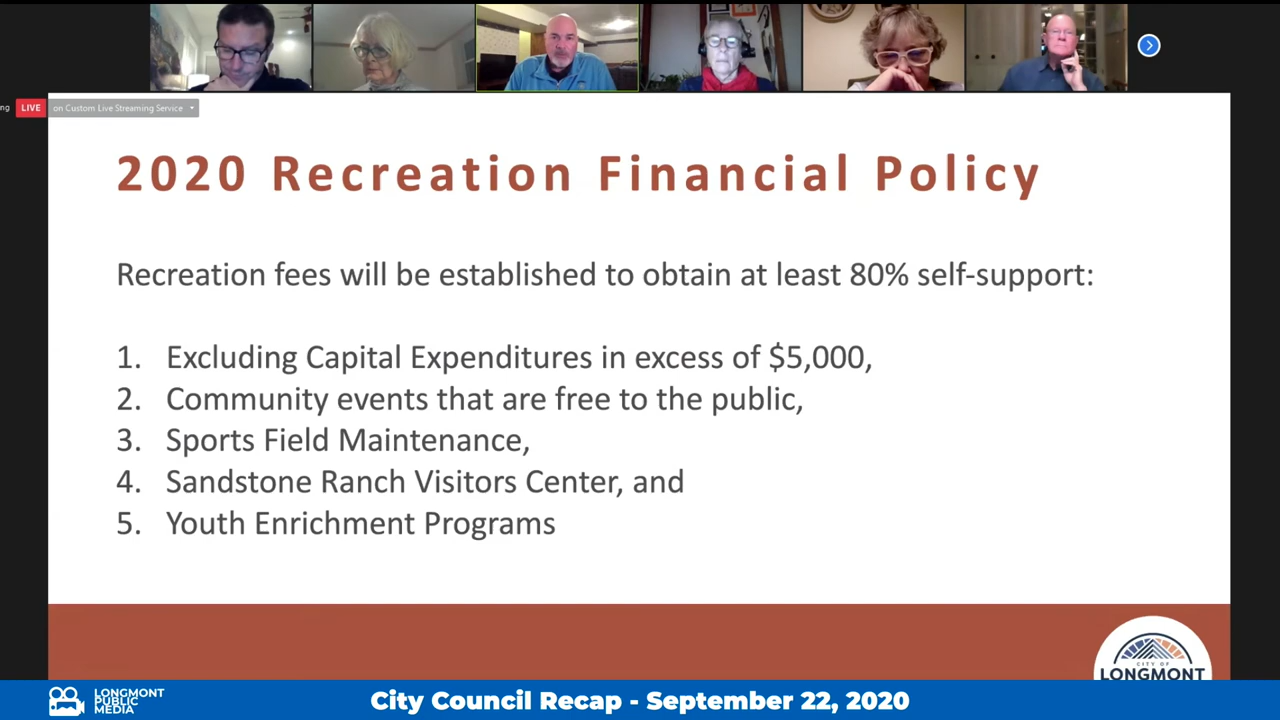 ng
LIVE
on Custom Live Streaming Service
2020 Recreation Financial Policy
Recreation fees will be established to obtain at least 80% self-support:
1. Excluding Capital Expenditures in excess of $5,000,
2. Community events that are free to the public,
3. Sports Field Maintenance,
4. Sandstone Ranch Visitors Center, and
5. Youth Enrichment Programs
CITY OF
LONGMONT
LONGMONT
PUBLIC
MEDIA
City Council Recap - September 22, 2020